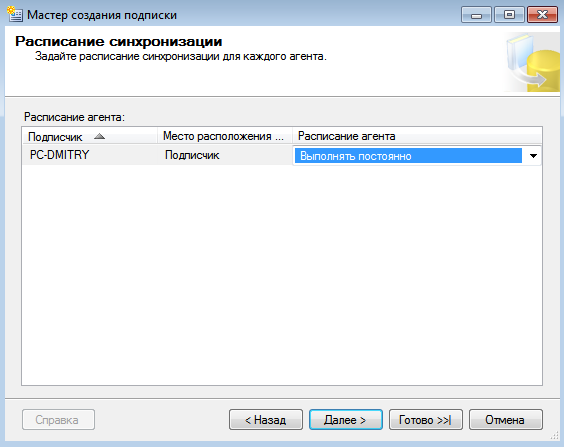 Мастер создания подписки
Расписание синхронизации
Задайте расписание синхронизации для каждого агента.
Расписание агента:
Подписчик Место расположения ... Расписание агента
PC-DMITRY Подписчик Выполнять постоянно
Справка < Назад Далее > Готово >>| Отмена